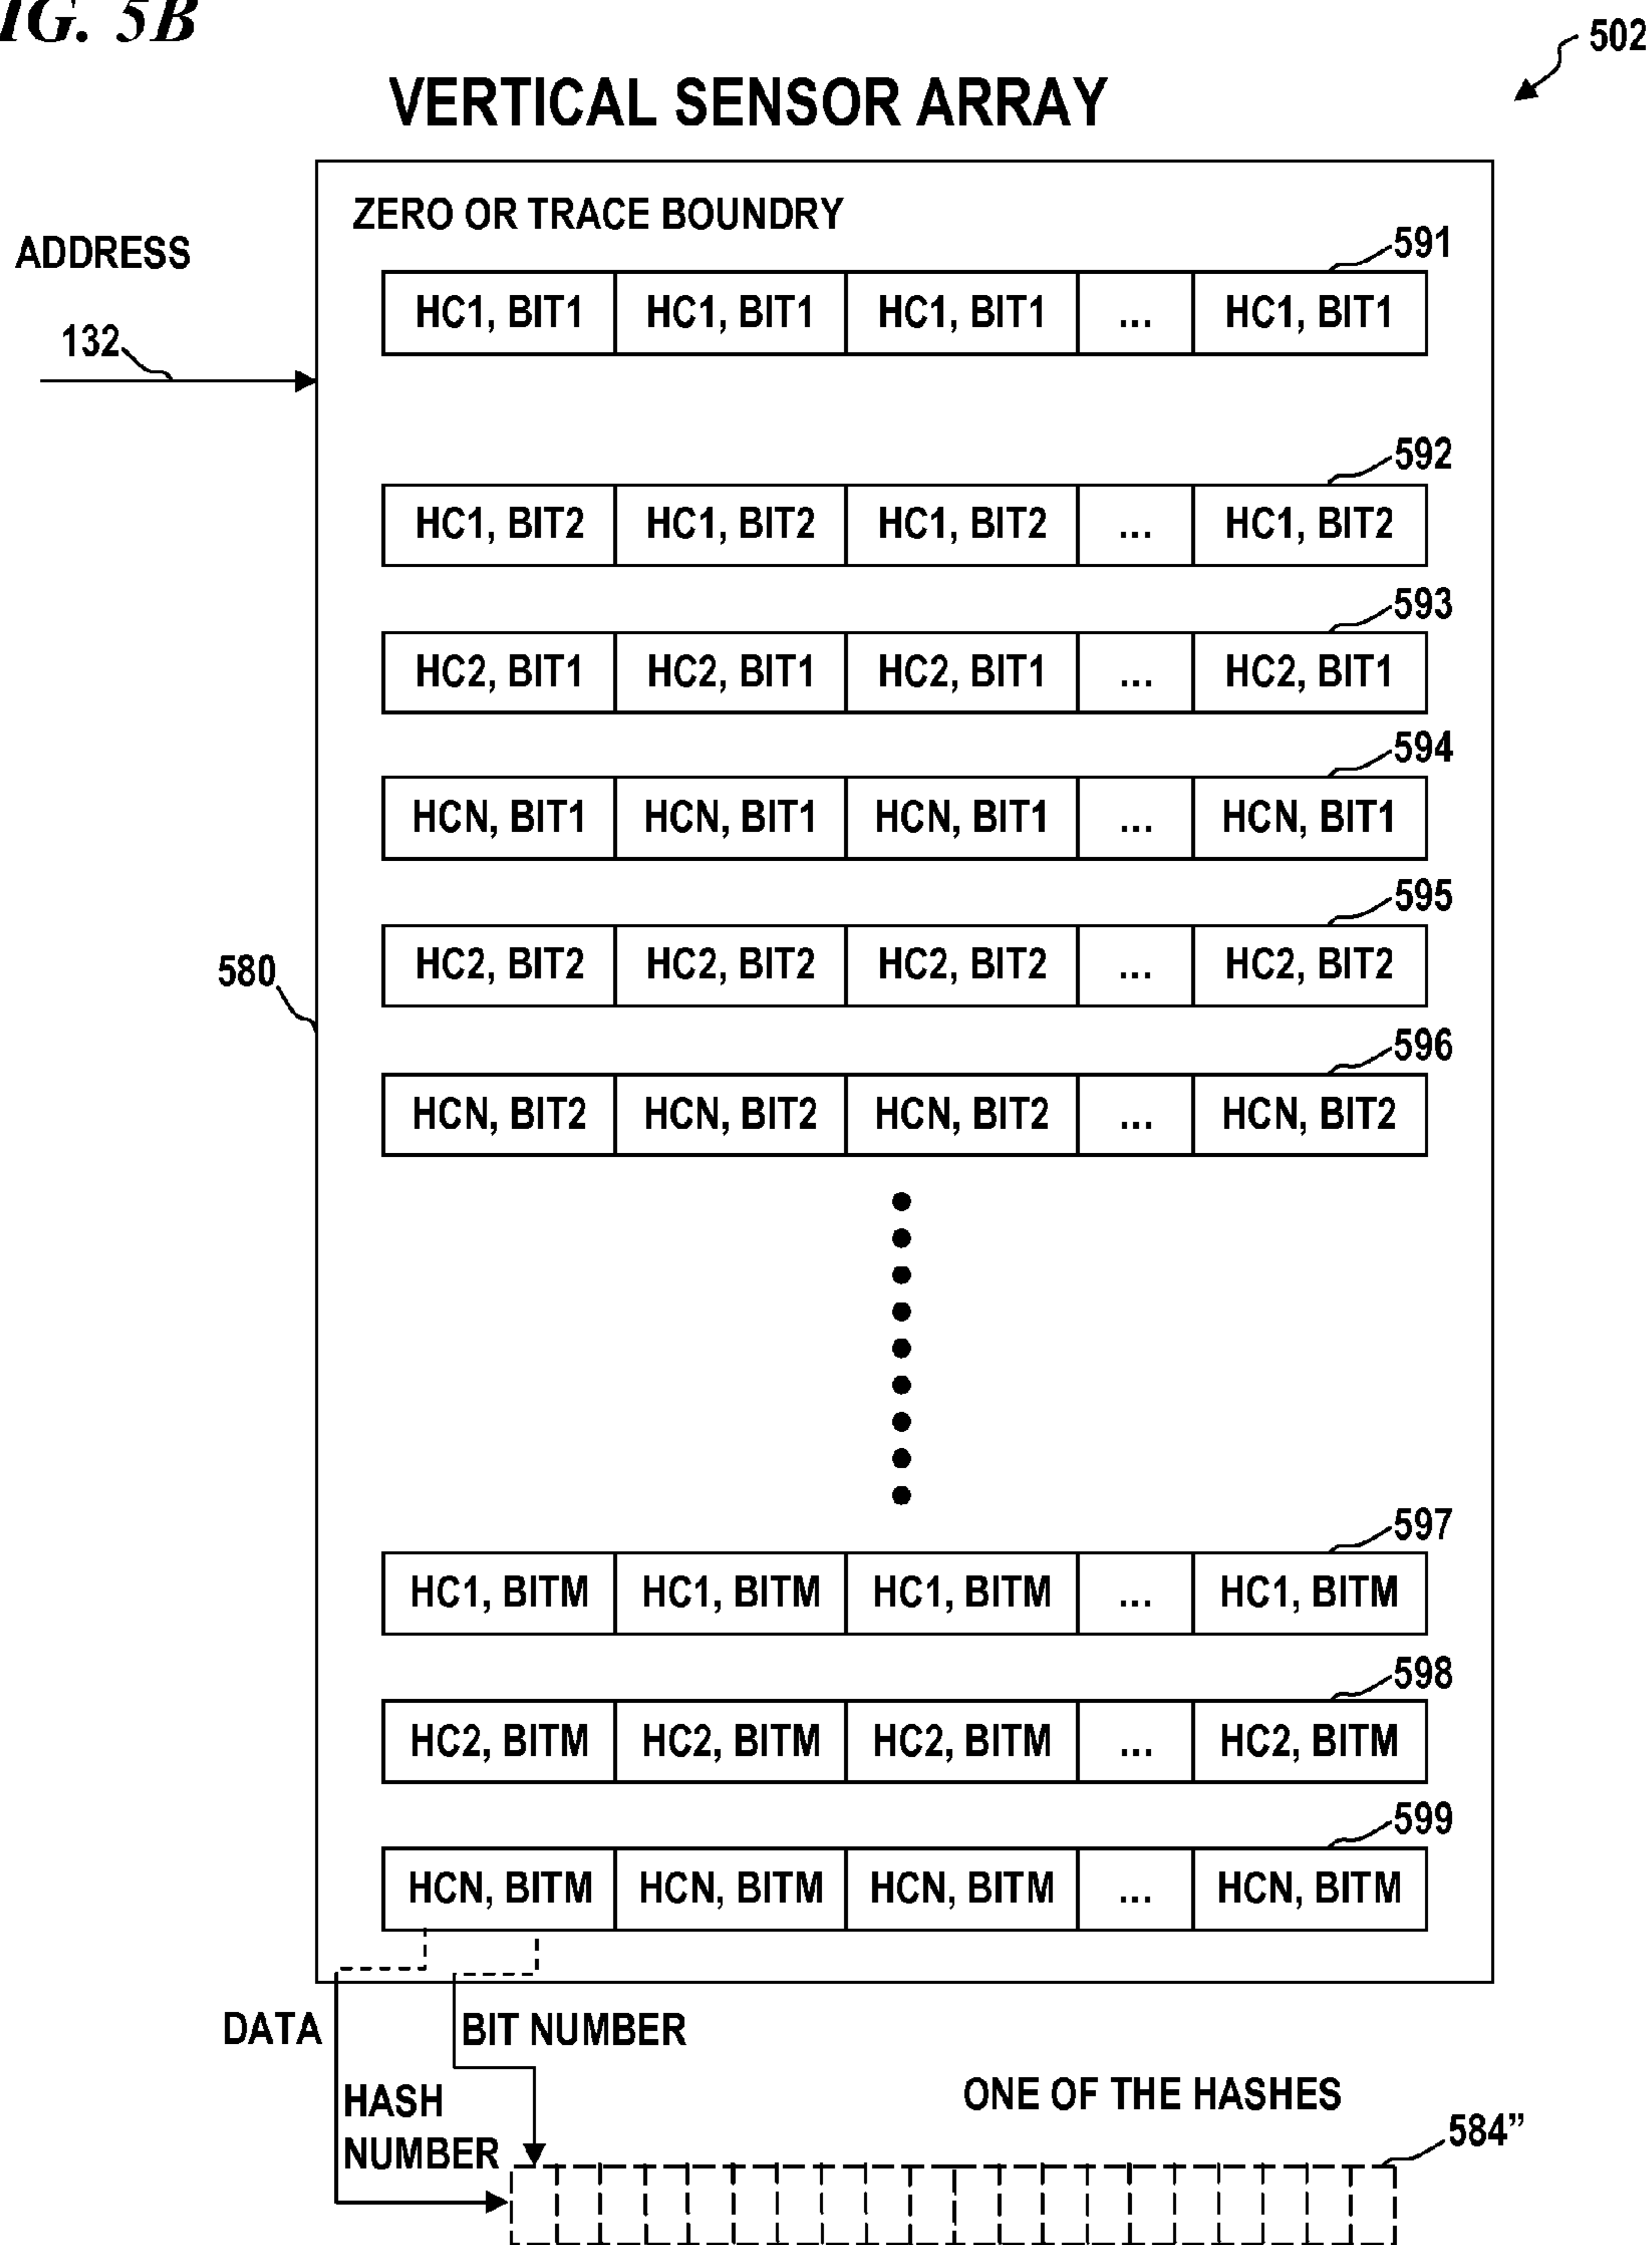 IG. 5B
502
VERTICAL SENSOR ARRAY
ZERO OR TRACE BOUNDRY
ADDRESS
132
591
HC1, BIT1 HC1, BIT1 HC1, BIT1 ... HC1, BIT1
592
HC1, BIT2 HC1, BIT2 HC1, BIT2 ... HC1, BIT2
593
HC2, BIT1 HC2, BIT1 HC2, BIT1 ... HC2, BIT1
594
HCN, BIT1 HCN, BIT1 HCN, BIT1 ... HCN, BIT1
595
HC2, BIT2 HC2, BIT2 HC2, BIT2 ... HC2, BIT2
580
596
HCN, BIT2 HCN, BIT2 HCN, BIT2 ... HCN, BIT2
597
HC1, BITM HC1, BITM HC1, BITM ... HC1, BITM
598
HC2, BITM HC2, BITM HC2, BITM ... HC2, BITM
599
HCN, BITM HCN, BITM HCN, BITM ... HCN, BITM
DATA
BIT NUMBER
HASH
NUMBER
ONE OF THE HASHES
584”